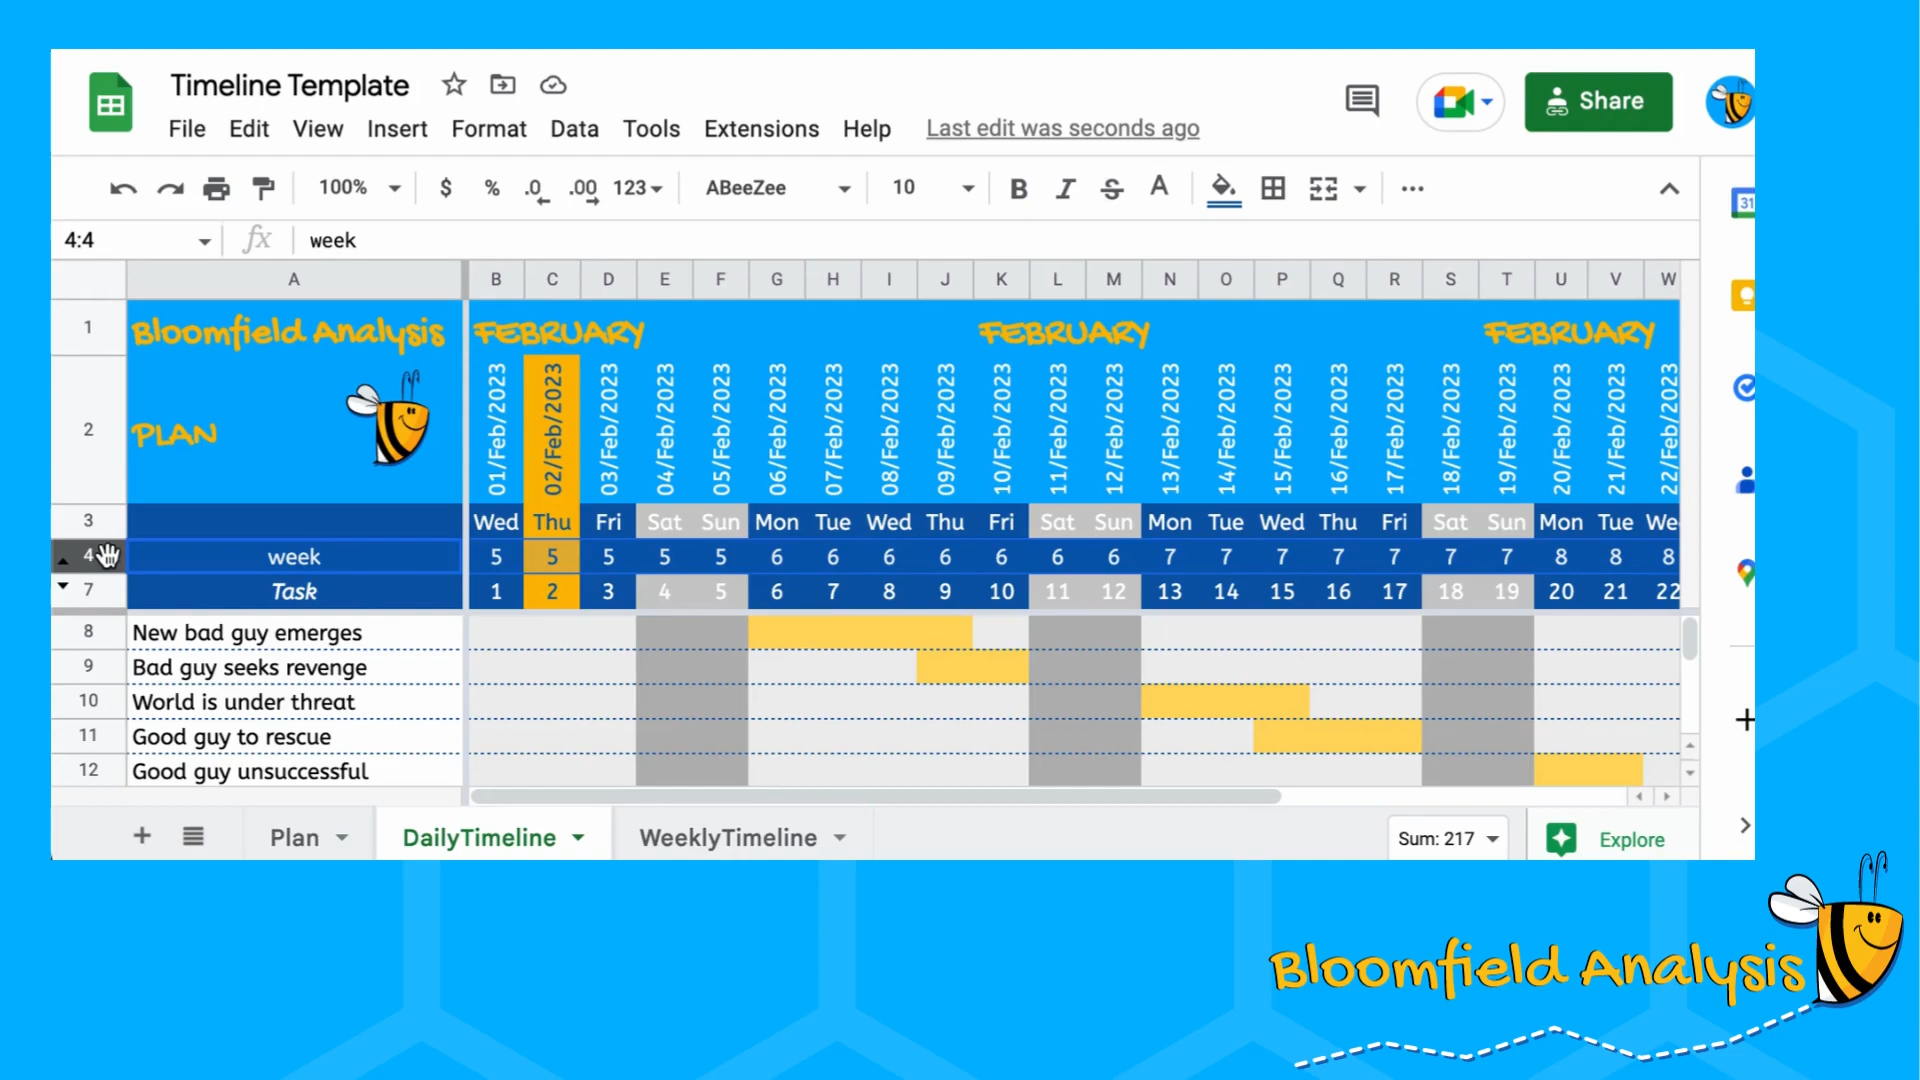 Timeline Template
File Edit View Insert Format Data Tools Extensions Help Last edit was seconds ago
Share
100% $ % .0 .00 123 ABeeZee 10 B I S A
31
4:4 fx week
A B C D E F G H I J K L M N O P Q R S T U V W
1 Bloomfield Analysis FEBRUARY FEBRUARY FEBRUARY
2 PLAN 01/Feb/2023 02/Feb/2023 03/Feb/2023 04/Feb/2023 05/Feb/2023 06/Feb/2023 07/Feb/2023 08/Feb/2023 09/Feb/2023 10/Feb/2023 11/Feb/2023 12/Feb/2023 13/Feb/2023 14/Feb/2023 15/Feb/2023 16/Feb/2023 17/Feb/2023 18/Feb/2023 19/Feb/2023 20/Feb/2023 21/Feb/2023 22/Feb/2023
3 Wed Thu Fri Sat Sun Mon Tue Wed Thu Fri Sat Sun Mon Tue Wed Thu Fri Sat Sun Mon Tue We
4 week 5 5 5 5 5 6 6 6 6 6 6 6 7 7 7 7 7 7 7 8 8 8
7 Task 1 2 3 4 5 6 7 8 9 10 11 12 13 14 15 16 17 18 19 20 21 22
8 New bad guy emerges
9 Bad guy seeks revenge
10 World is under threat
11 Good guy to rescue
12 Good guy unsuccessful
Plan DailyTimeline WeeklyTimeline Sum: 217 Explore
Bloomfield Analysis